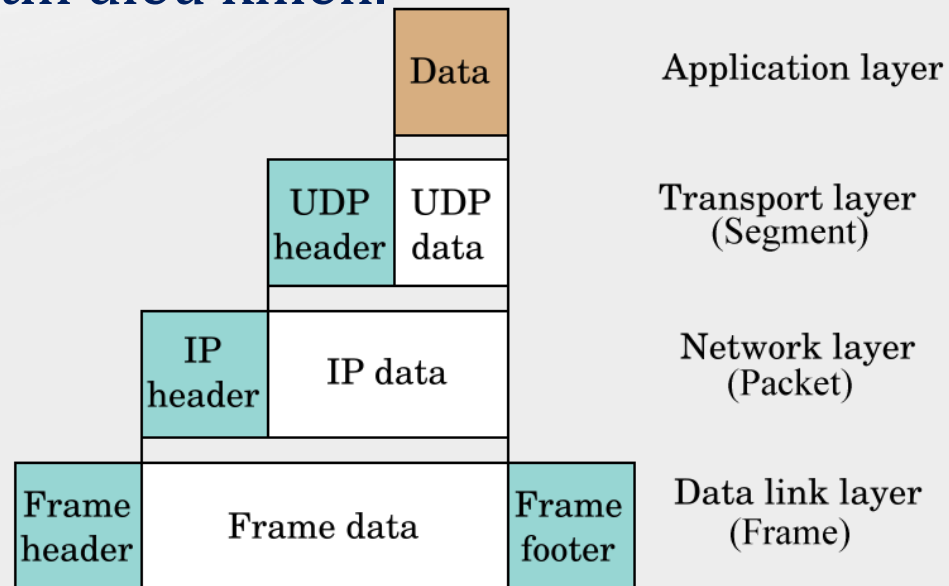 Data
Application layer
UDP
header
UDP
data
Transport layer
(Segment)
IP
header
IP data
Network layer
(Packet)
Frame
header
Frame data
Frame
footer
Data link layer
(Frame)